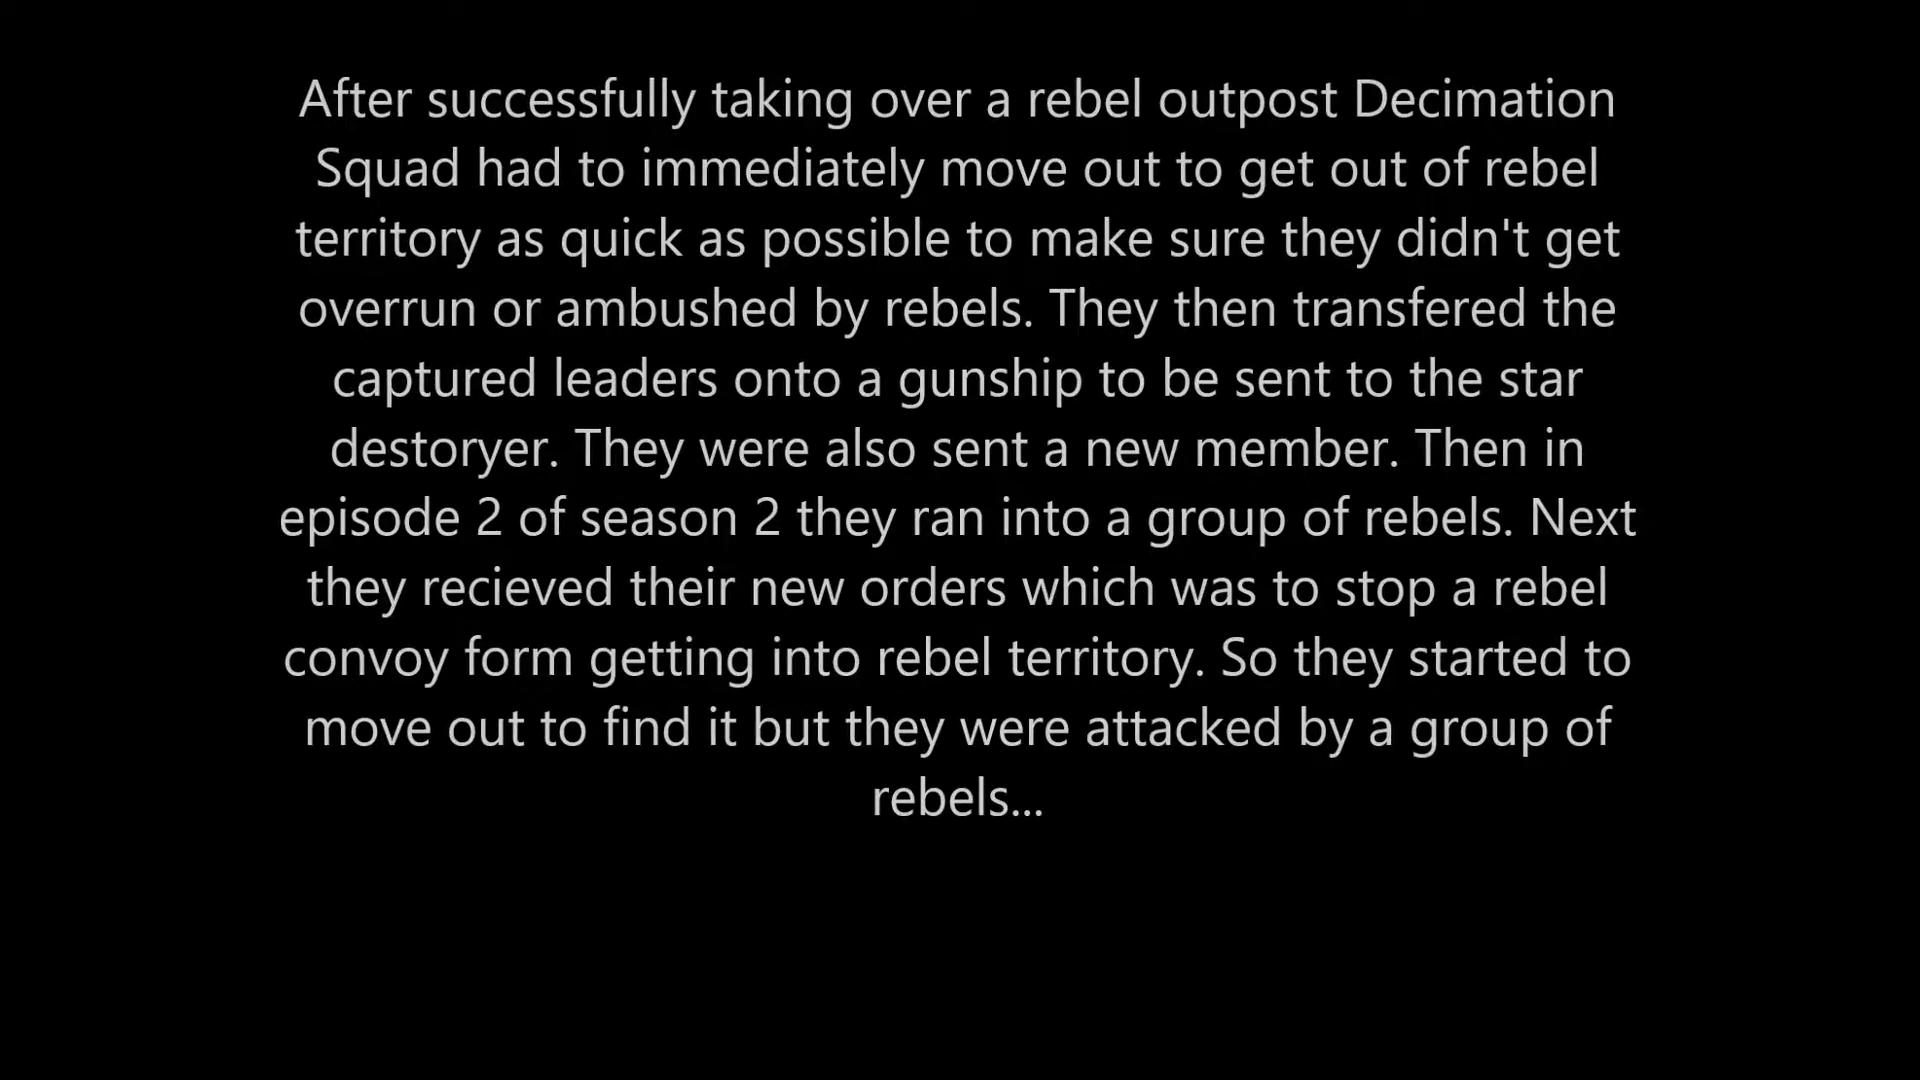 After successfully taking over a rebel outpost Decimation
Squad had to immediately move out to get out of rebel
territory as quick as possible to make sure they didn't get
overrun or ambushed by rebels. They then transfered the
captured leaders onto a gunship to be sent to the star
destoryer. They were also sent a new member. Then in
episode 2 of season 2 they ran into a group of rebels. Next
they recieved their new orders which was to stop a rebel
convoy form getting into rebel territory. So they started to
move out to find it but they were attacked by a group of
rebels...